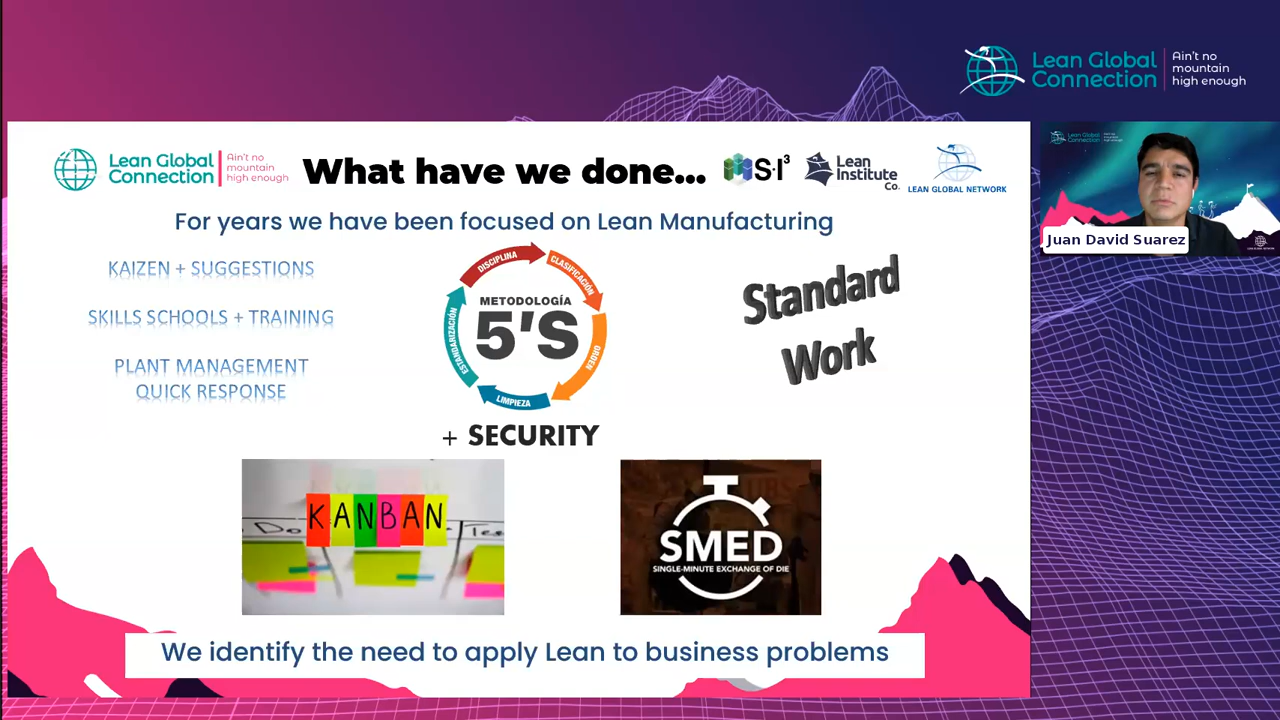 Lean Global
Connection
Ain't no
mountain
high enough
Lean Global
Connection
Ain't no
mountain
high enough
What have we done...
S·I³
Lean
Institute
Co.
LEAN GLOBAL NETWORK
For years we have been focused on Lean Manufacturing
KAIZEN + SUGGESTIONS
SKILLS SCHOOLS + TRAINING
PLANT MANAGEMENT
QUICK RESPONSE
DISCIPLINA
CLASIFICACIÓN
ORDEN
LIMPIEZA
ESTANDARIZACIÓN
METODOLOGÍA
5'S
+ SECURITY
Standard
Work
Do
KANBAN
SMED
SINGLE-MINUTE EXCHANGE OF DIE
We identify the need to apply Lean to business problems
Juan David Suarez